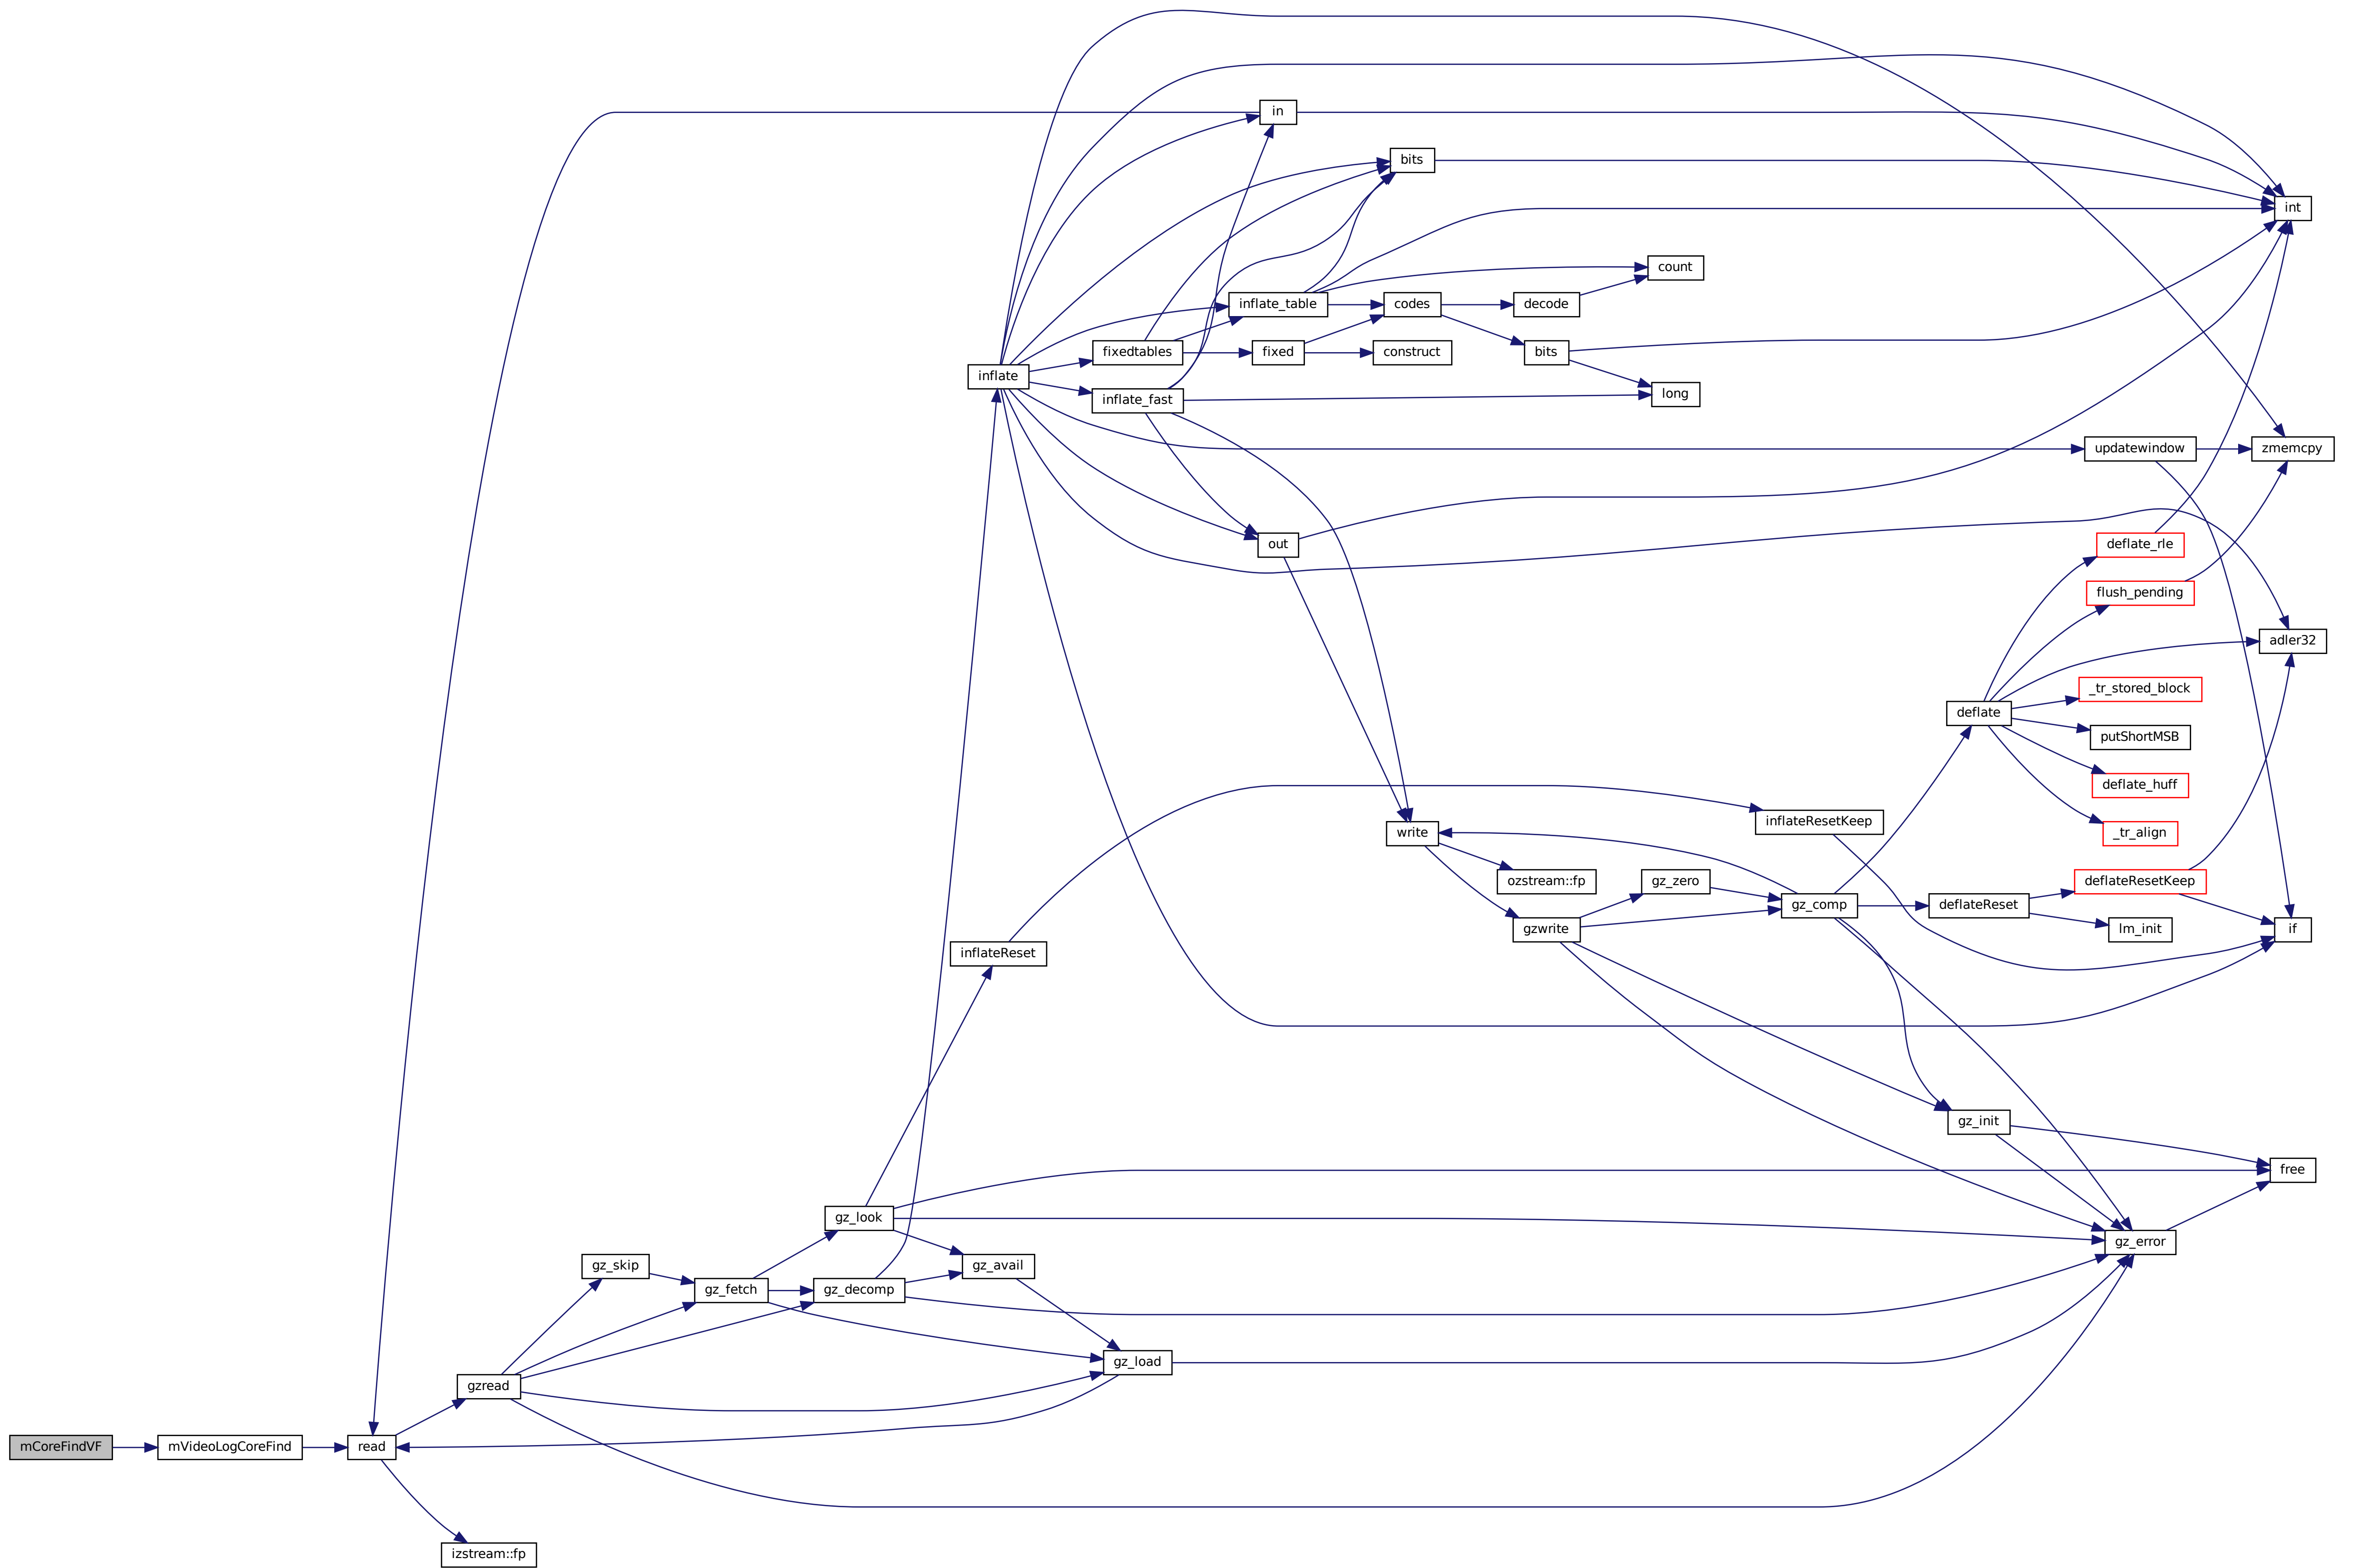 in
bits
int
count
inflate_table
codes
decode
fixedtables
fixed
construct
bits
inflate
long
inflate_fast
updatewindow
zmemcpy
out
deflate_rle
flush_pending
adler32
_tr_stored_block
deflate
putShortMSB
deflate_huff
inflateResetKeep
write
_tr_align
ozstream::fp
gz_zero
deflateResetKeep
gz_comp
deflateReset
gzwrite
lm_init
if
inflateReset
gz_init
free
gz_look
gz_error
gz_skip
gz_avail
gz_fetch
gz_decomp
gz_load
gzread
mCoreFindVF
mVideoLogCoreFind
read
izstream::fp